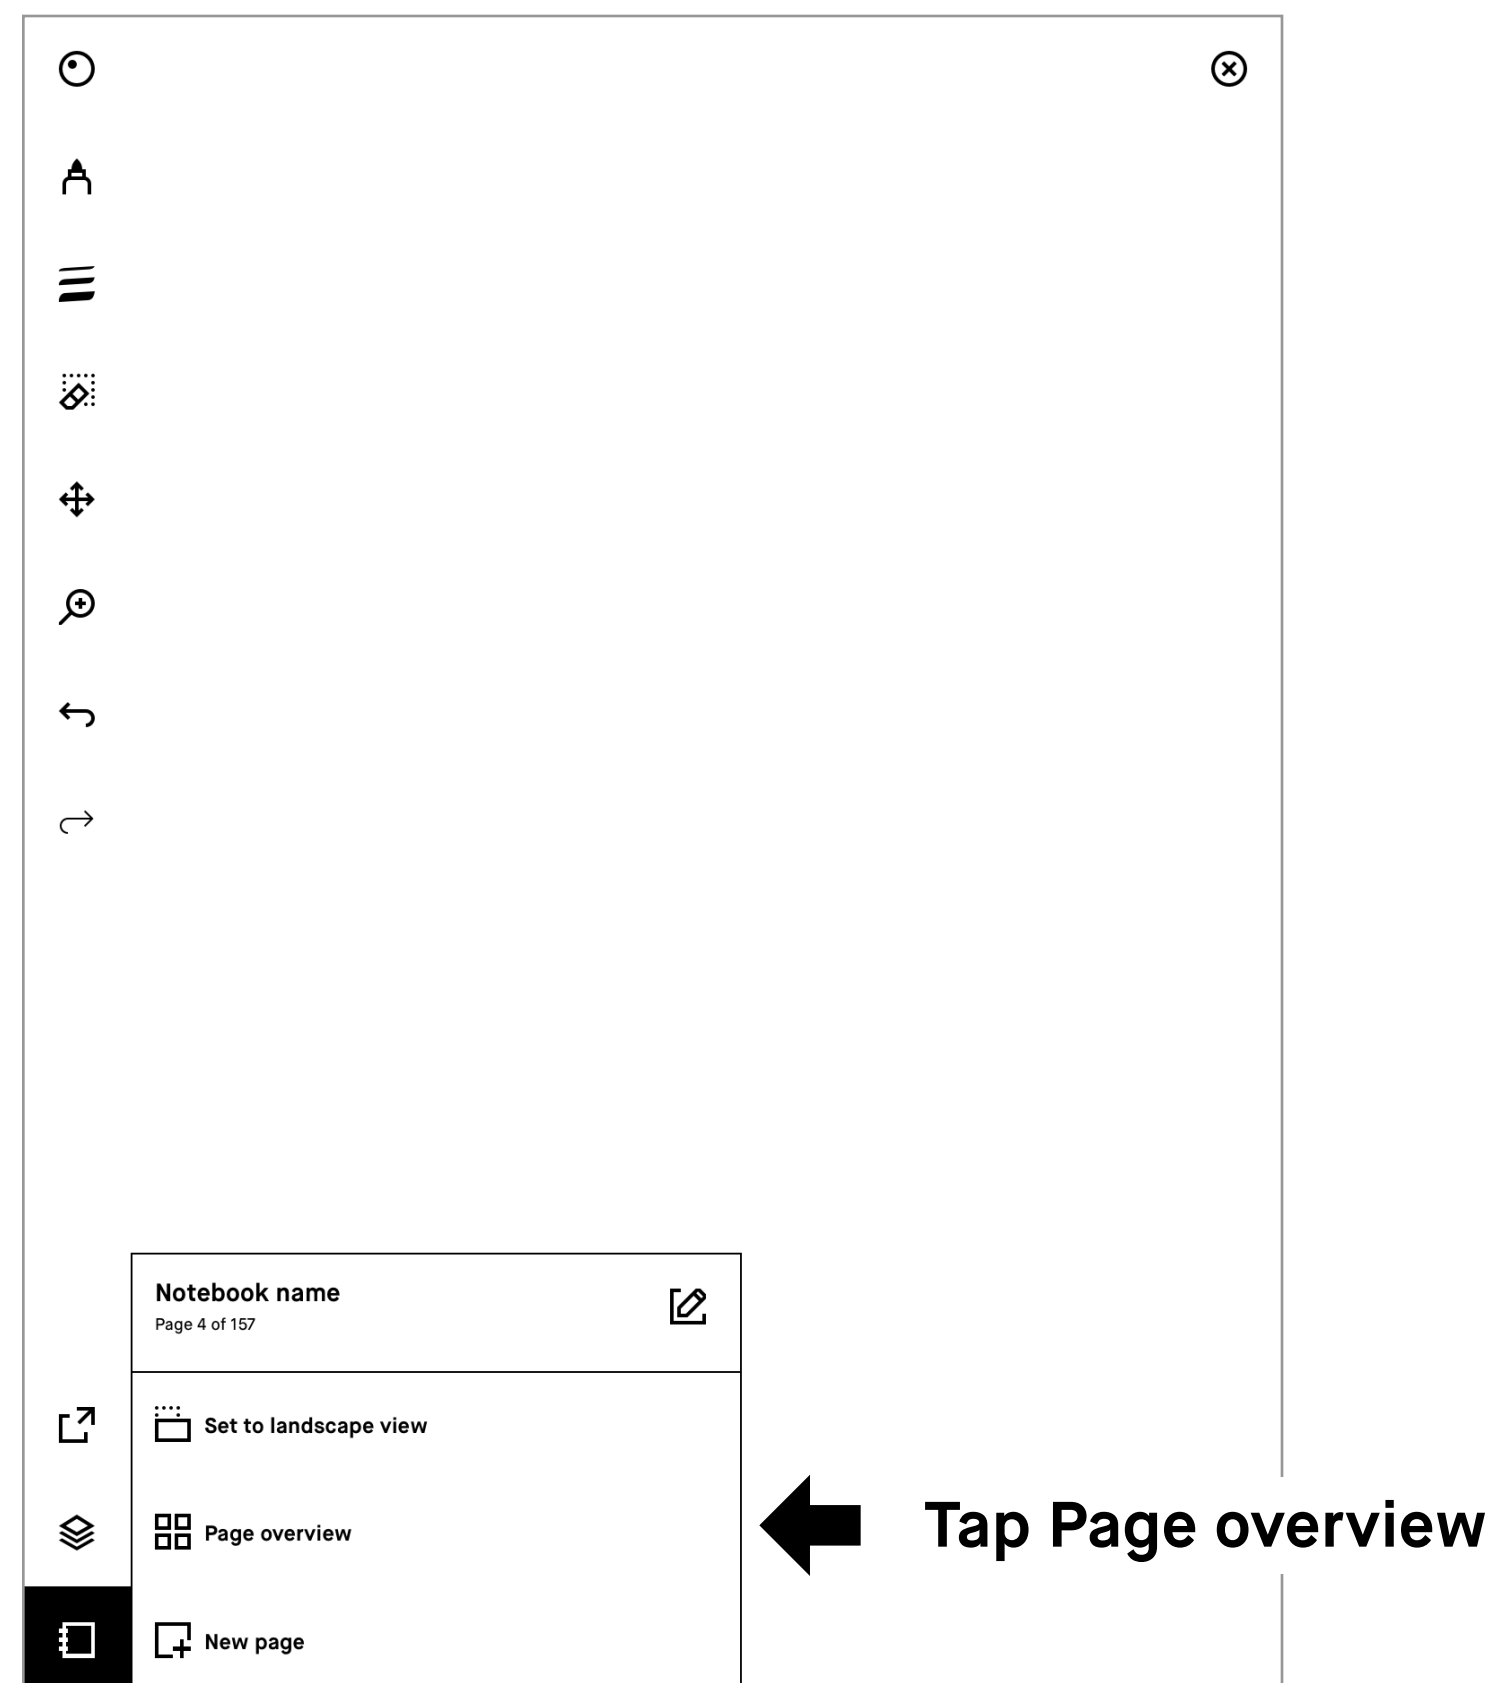 Notebook name
Page 4 of 157
Set to landscape view
Page overview
Tap Page overview
New page